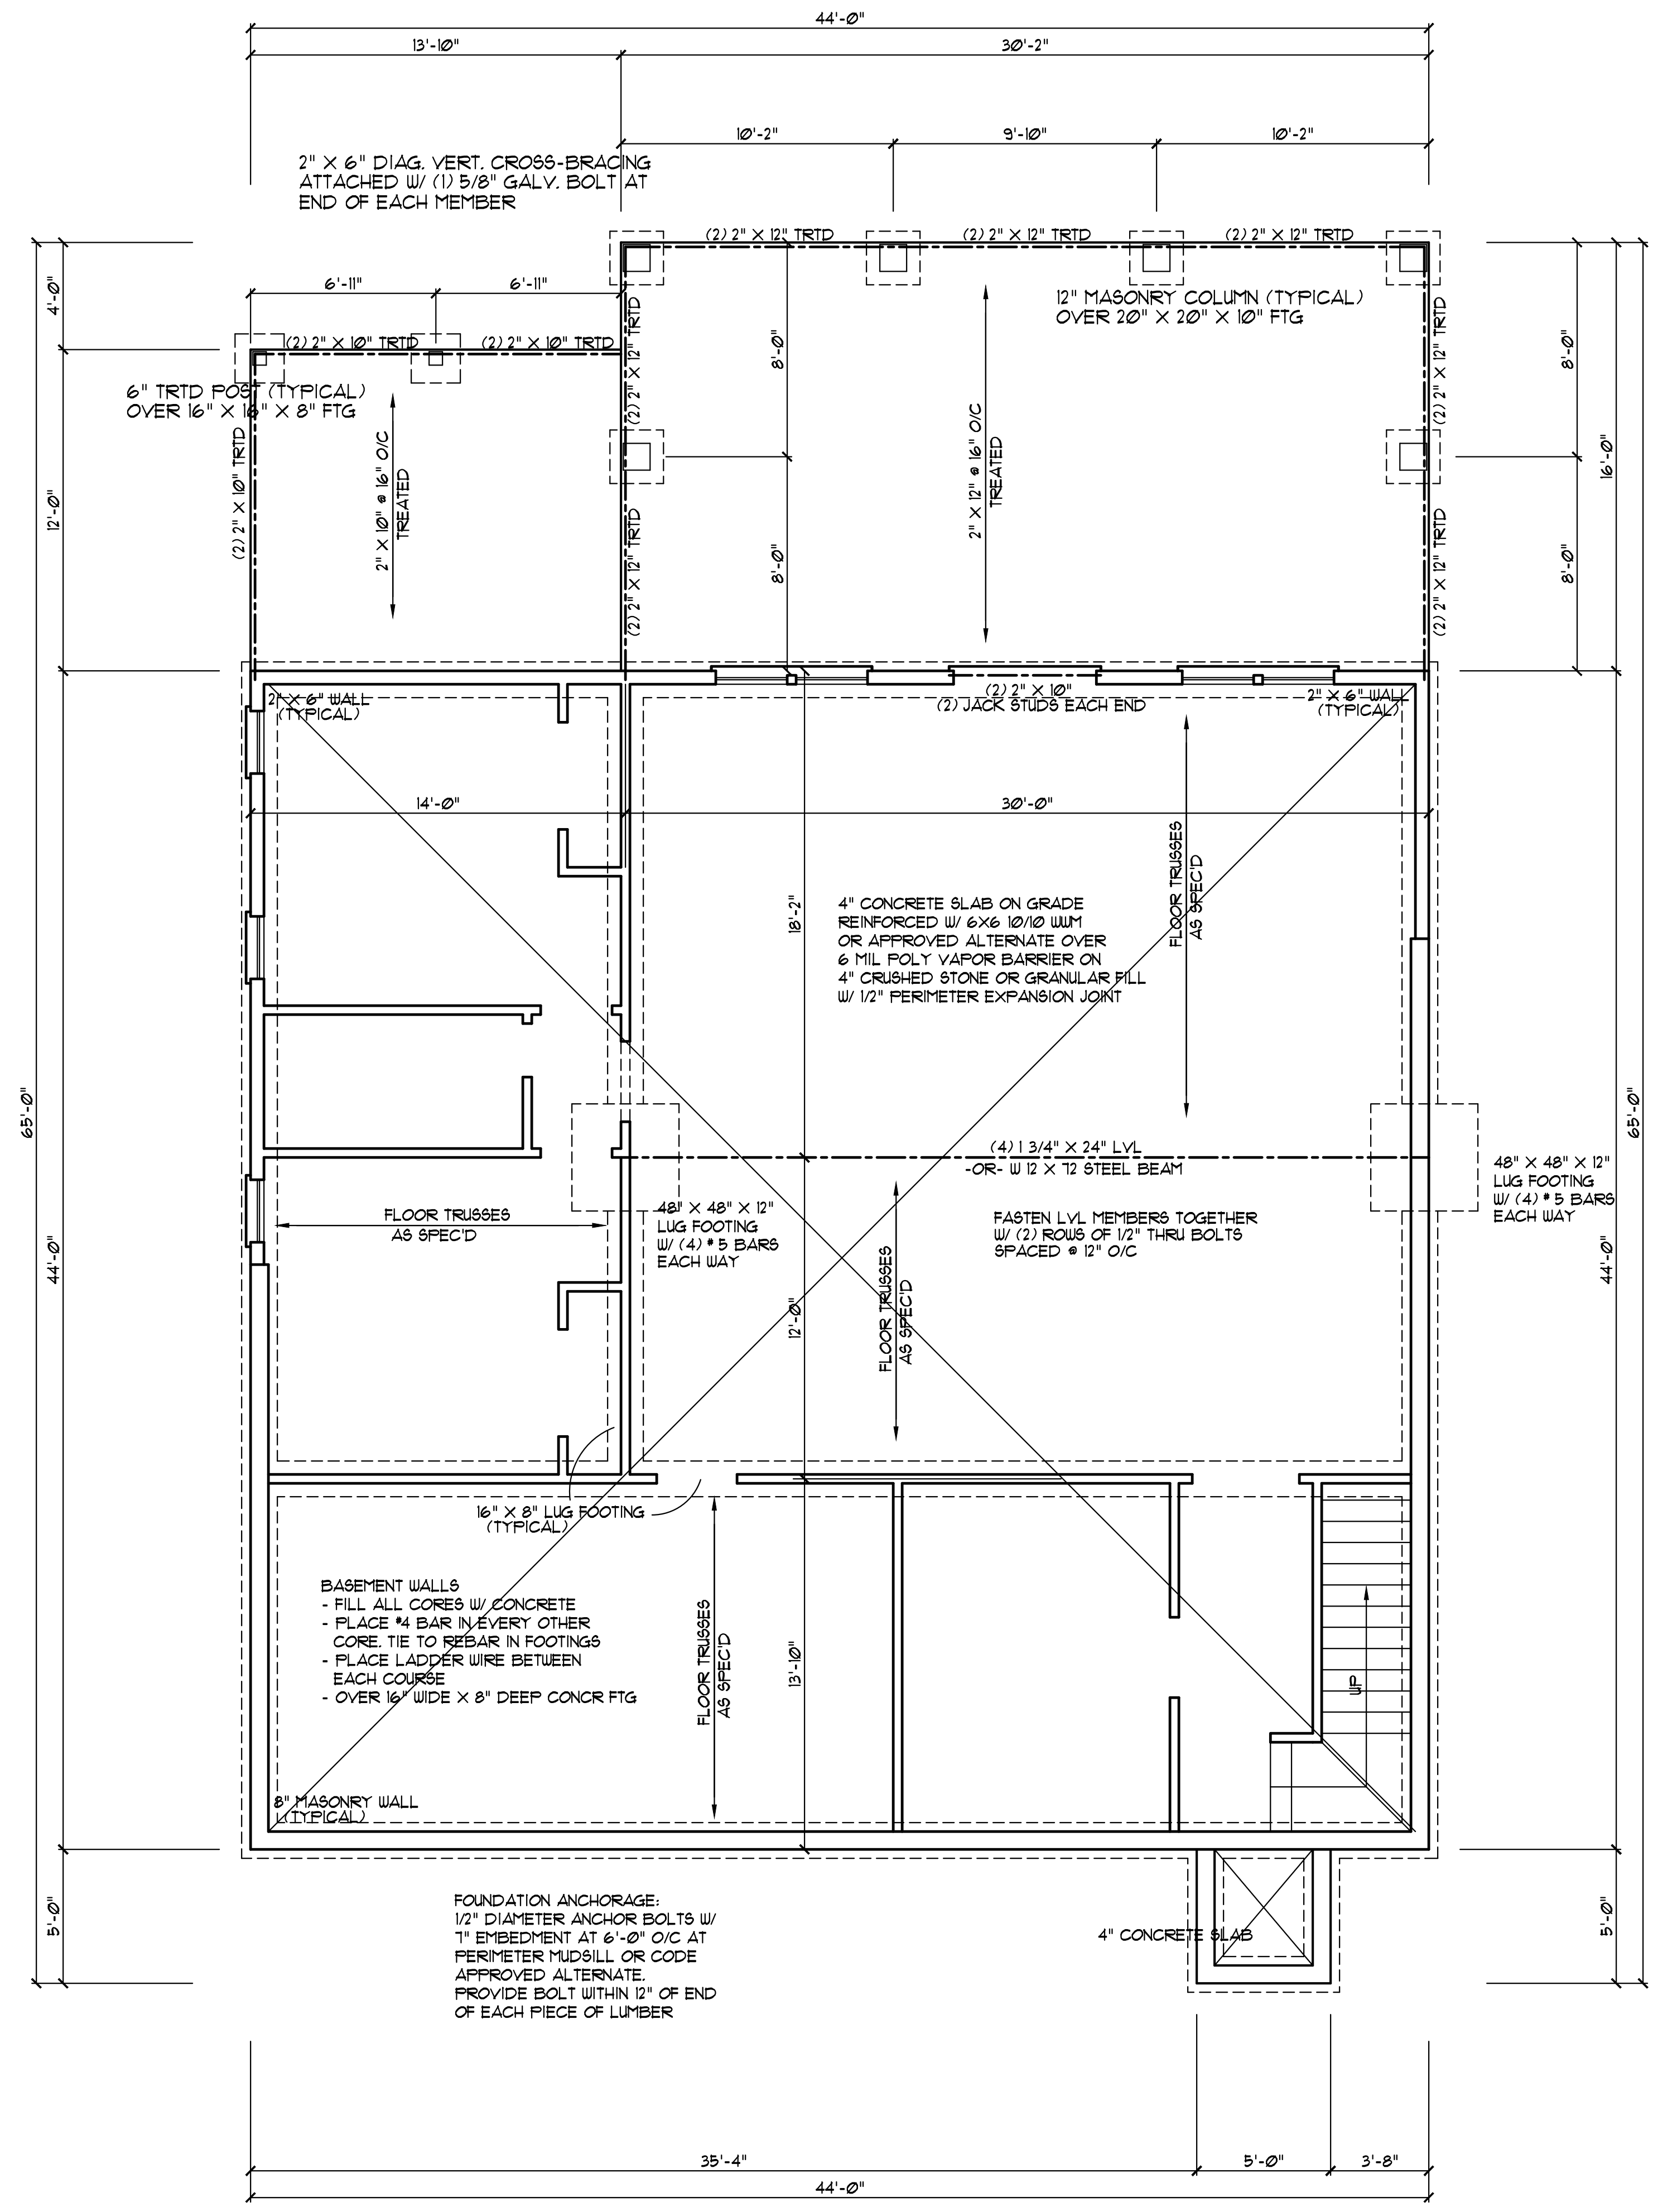 44'-0"
13'-10"
30'-2"
10'-2"
9'-10"
10'-2"
2" X 6" DIAG. VERT. CROSS-BRACING
ATTACHED W/ (1) 5/8" GALV. BOLT AT
END OF EACH MEMBER
(2) 2" X 12" TRTD
(2) 2" X 12" TRTD
(2) 2" X 12" TRTD
6'-11"
6'-11"
4'-0"
12" MASONRY COLUMN (TYPICAL)
OVER 20" X 20" X 10" FTG
(2) 2" X 10" TRTD
(2) 2" X 10" TRTD
(2) 2" X 12" TRTD
8'-0"
(2) 2" X 12" TRTD
8'-0"
6" TRTD POST (TYPICAL)
OVER 16" X 16" X 8" FTG
(2) 2" X 10" TRTD
2" X 10" @ 16" O/C
TREATED
2" X 12" @ 16" O/C
TREATED
12'-0"
16'-0"
(2) 2" X 12" TRTD
8'-0"
(2) 2" X 12" TRTD
8'-0"
2" X 6" WALL
(TYPICAL)
(2) 2" X 10"
(2) JACK STUDS EACH END
2" X 6" WALL
(TYPICAL)
14'-0"
30'-0"
FLOOR TRUSSES
AS SPEC'D
18'-2"
4" CONCRETE SLAB ON GRADE
REINFORCED W/ 6X6 10/10 WWM
OR APPROVED ALTERNATE OVER
6 MIL POLY VAPOR BARRIER ON
4" CRUSHED STONE OR GRANULAR FILL
W/ 1/2" PERIMETER EXPANSION JOINT
65'-0"
65'-0"
(4) 1 3/4" X 24" LVL
-OR- W 12 X 72 STEEL BEAM
48" X 48" X 12"
LUG FOOTING
W/ (4) #5 BARS
EACH WAY
FLOOR TRUSSES
AS SPEC'D
48" X 48" X 12"
LUG FOOTING
W/ (4) #5 BARS
EACH WAY
FASTEN LVL MEMBERS TOGETHER
W/ (2) ROWS OF 1/2" THRU BOLTS
SPACED @ 12" O/C
44'-0"
44'-0"
12'-0"
FLOOR TRUSSES
AS SPEC'D
16" X 8" LUG FOOTING
(TYPICAL)
BASEMENT WALLS
- FILL ALL CORES W/ CONCRETE
- PLACE #4 BAR IN EVERY OTHER
CORE. TIE TO REBAR IN FOOTINGS
- PLACE LADDER WIRE BETWEEN
EACH COURSE
- OVER 16" WIDE X 8" DEEP CONCR FTG
FLOOR TRUSSES
AS SPEC'D
13'-10"
UP
8" MASONRY WALL
(TYPICAL)
5'-0"
5'-0"
FOUNDATION ANCHORAGE:
1/2" DIAMETER ANCHOR BOLTS W/
7" EMBEDMENT AT 6'-0" O/C AT
PERIMETER MUDSILL OR CODE
APPROVED ALTERNATE.
PROVIDE BOLT WITHIN 12" OF END
OF EACH PIECE OF LUMBER
4" CONCRETE SLAB
35'-4"
5'-0"
3'-8"
44'-0"